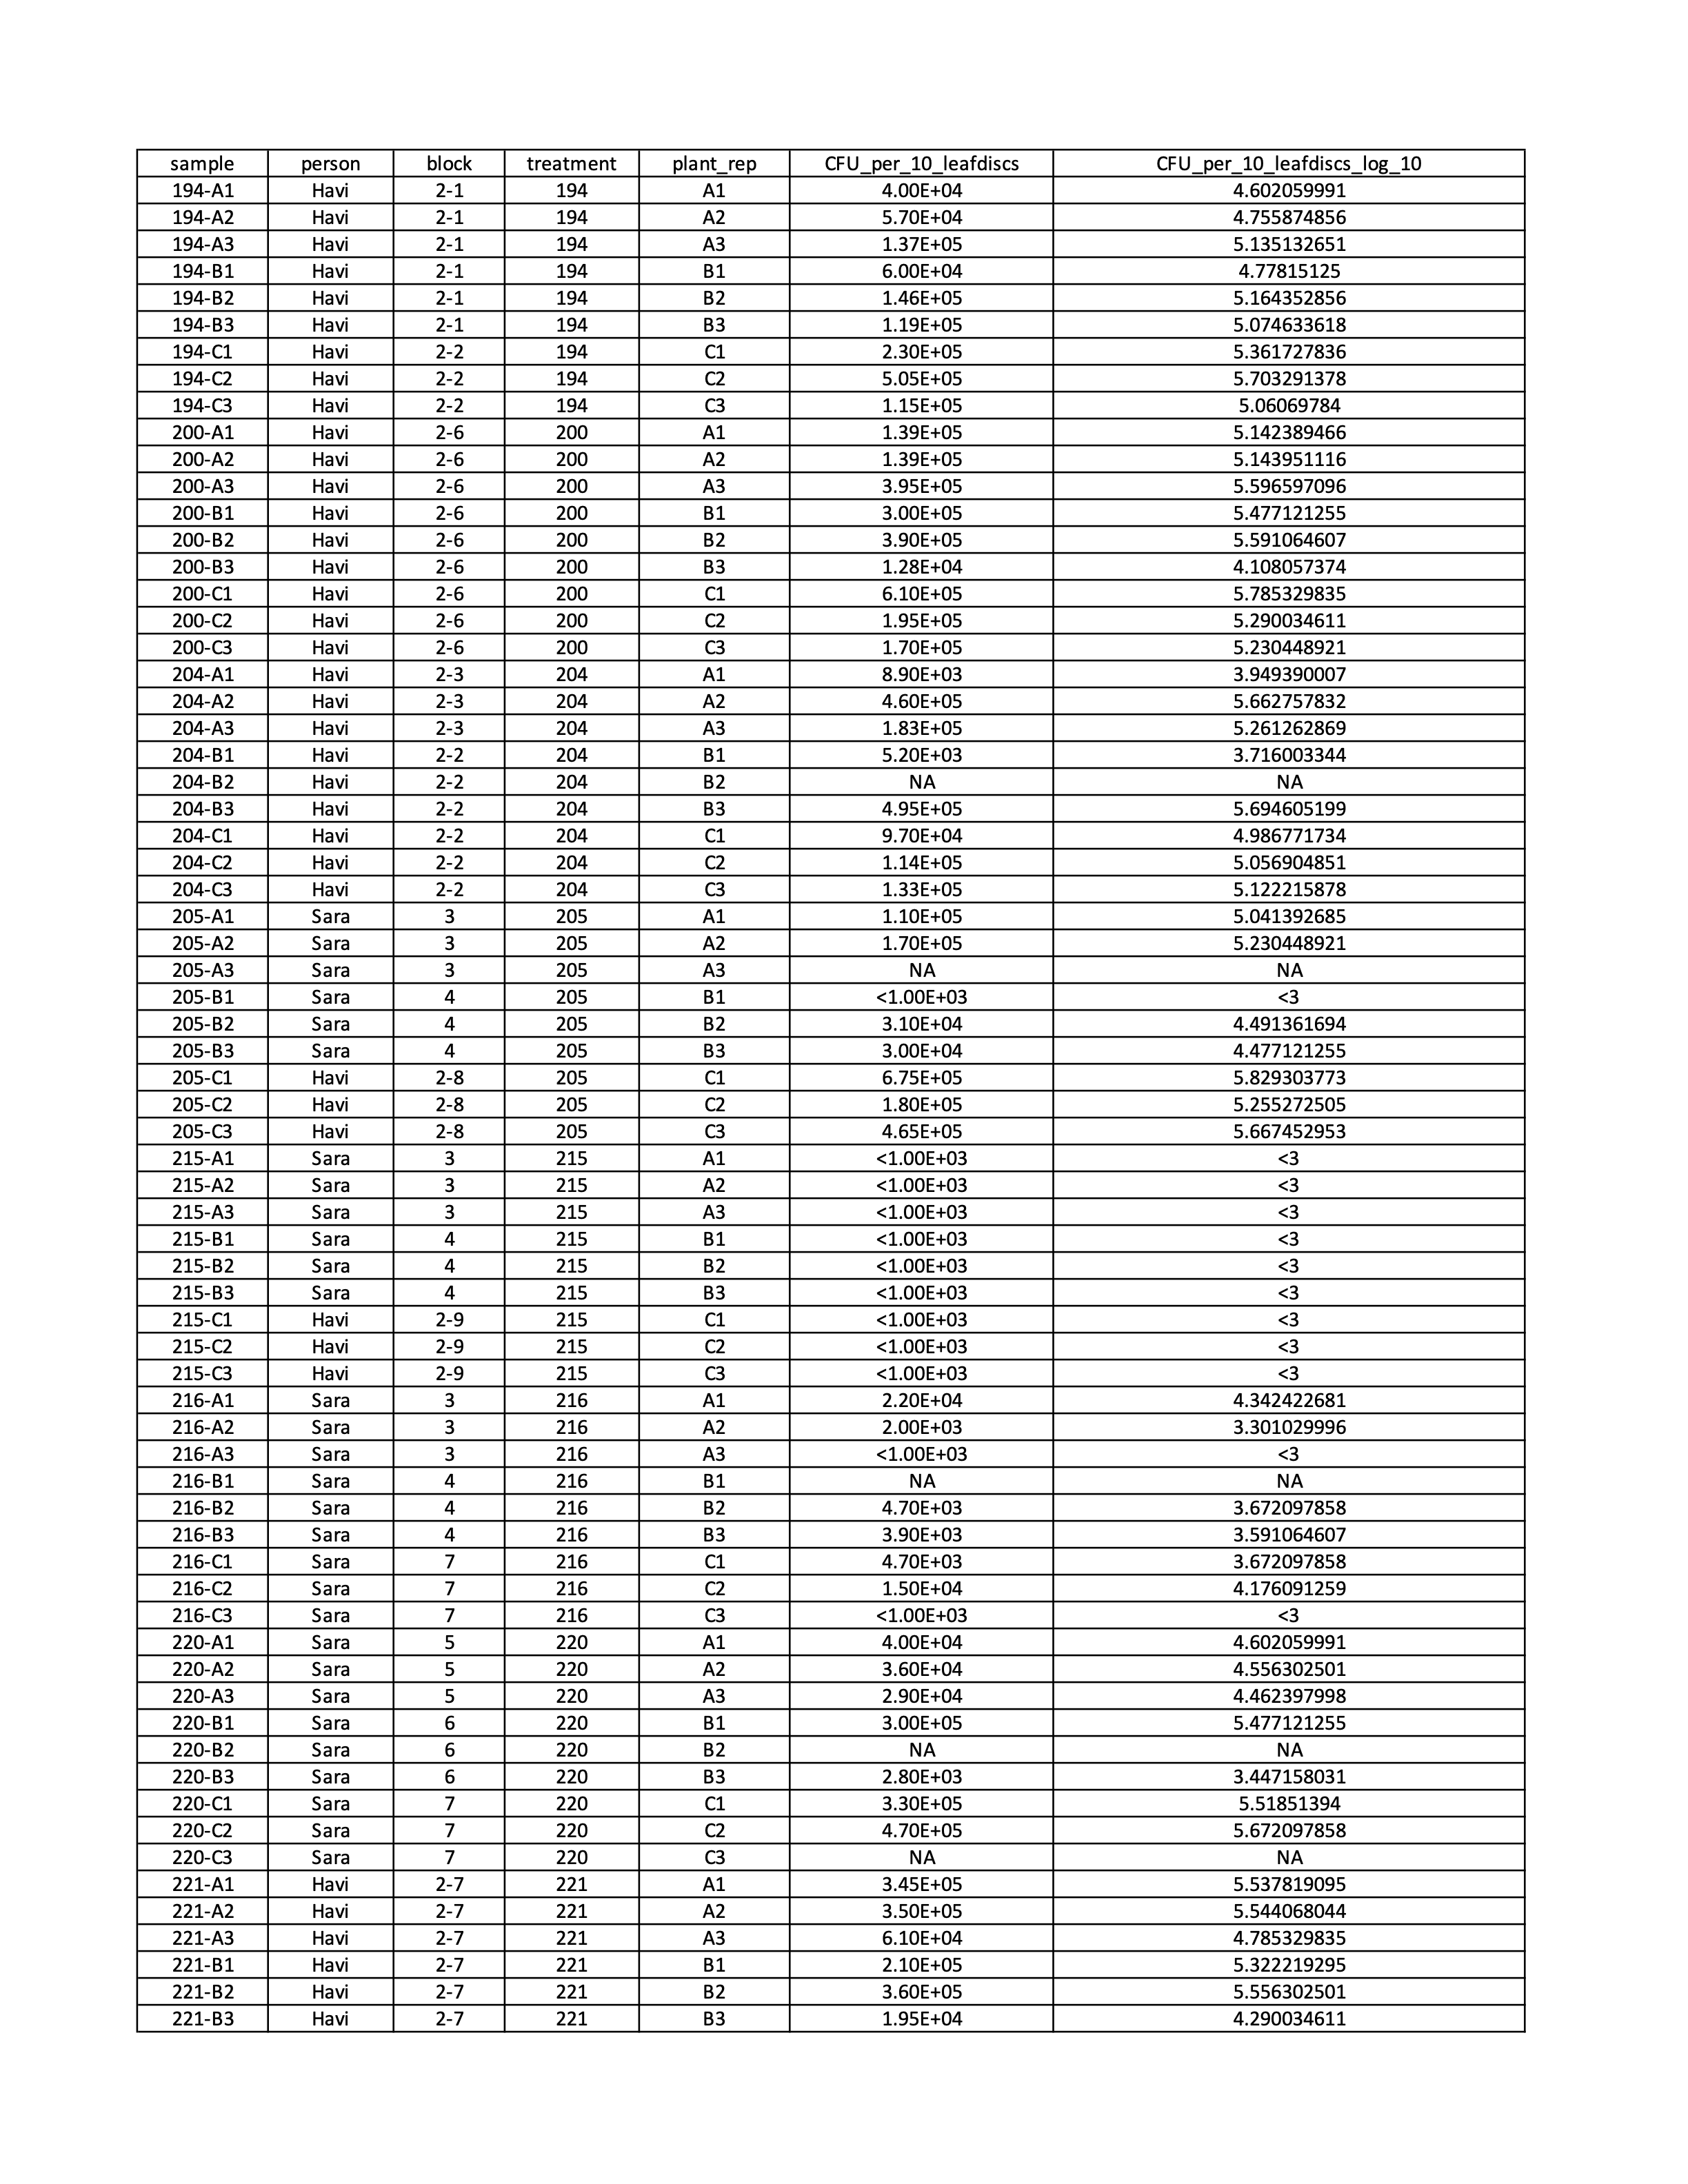 sample person block treatment plant_rep CFU_per_10_leafdiscs CFU_per_10_leafdiscs_log_10
194-A1 Havi 2-1 194 A1 4.00E+04 4.602059991
194-A2 Havi 2-1 194 A2 5.70E+04 4.755874856
194-A3 Havi 2-1 194 A3 1.37E+05 5.135132651
194-B1 Havi 2-1 194 B1 6.00E+04 4.77815125
194-B2 Havi 2-1 194 B2 1.46E+05 5.164352856
194-B3 Havi 2-1 194 B3 1.19E+05 5.074633618
194-C1 Havi 2-2 194 C1 2.30E+05 5.361727836
194-C2 Havi 2-2 194 C2 5.05E+05 5.703291378
194-C3 Havi 2-2 194 C3 1.15E+05 5.06069784
200-A1 Havi 2-6 200 A1 1.39E+05 5.142389466
200-A2 Havi 2-6 200 A2 1.39E+05 5.143951116
200-A3 Havi 2-6 200 A3 3.95E+05 5.596597096
200-B1 Havi 2-6 200 B1 3.00E+05 5.477121255
200-B2 Havi 2-6 200 B2 3.90E+05 5.591064607
200-B3 Havi 2-6 200 B3 1.28E+04 4.108057374
200-C1 Havi 2-6 200 C1 6.10E+05 5.785329835
200-C2 Havi 2-6 200 C2 1.95E+05 5.290034611
200-C3 Havi 2-6 200 C3 1.70E+05 5.230448921
204-A1 Havi 2-3 204 A1 8.90E+03 3.949390007
204-A2 Havi 2-3 204 A2 4.60E+05 5.662757832
204-A3 Havi 2-3 204 A3 1.83E+05 5.261262869
204-B1 Havi 2-2 204 B1 5.20E+03 3.716003344
204-B2 Havi 2-2 204 B2 NA NA
204-B3 Havi 2-2 204 B3 4.95E+05 5.694605199
204-C1 Havi 2-2 204 C1 9.70E+04 4.986771734
204-C2 Havi 2-2 204 C2 1.14E+05 5.056904851
204-C3 Havi 2-2 204 C3 1.33E+05 5.122215878
205-A1 Sara 3 205 A1 1.10E+05 5.041392685
205-A2 Sara 3 205 A2 1.70E+05 5.230448921
205-A3 Sara 3 205 A3 NA NA
205-B1 Sara 4 205 B1 <1.00E+03 <3
205-B2 Sara 4 205 B2 3.10E+04 4.491361694
205-B3 Sara 4 205 B3 3.00E+04 4.477121255
205-C1 Havi 2-8 205 C1 6.75E+05 5.829303773
205-C2 Havi 2-8 205 C2 1.80E+05 5.255272505
205-C3 Havi 2-8 205 C3 4.65E+05 5.667452953
215-A1 Sara 3 215 A1 <1.00E+03 <3
215-A2 Sara 3 215 A2 <1.00E+03 <3
215-A3 Sara 3 215 A3 <1.00E+03 <3
215-B1 Sara 4 215 B1 <1.00E+03 <3
215-B2 Sara 4 215 B2 <1.00E+03 <3
215-B3 Sara 4 215 B3 <1.00E+03 <3
215-C1 Havi 2-9 215 C1 <1.00E+03 <3
215-C2 Havi 2-9 215 C2 <1.00E+03 <3
215-C3 Havi 2-9 215 C3 <1.00E+03 <3
216-A1 Sara 3 216 A1 2.20E+04 4.342422681
216-A2 Sara 3 216 A2 2.00E+03 3.301029996
216-A3 Sara 3 216 A3 <1.00E+03 <3
216-B1 Sara 4 216 B1 NA NA
216-B2 Sara 4 216 B2 4.70E+03 3.672097858
216-B3 Sara 4 216 B3 3.90E+03 3.591064607
216-C1 Sara 7 216 C1 4.70E+03 3.672097858
216-C2 Sara 7 216 C2 1.50E+04 4.176091259
216-C3 Sara 7 216 C3 <1.00E+03 <3
220-A1 Sara 5 220 A1 4.00E+04 4.602059991
220-A2 Sara 5 220 A2 3.60E+04 4.556302501
220-A3 Sara 5 220 A3 2.90E+04 4.462397998
220-B1 Sara 6 220 B1 3.00E+05 5.477121255
220-B2 Sara 6 220 B2 NA NA
220-B3 Sara 6 220 B3 2.80E+03 3.447158031
220-C1 Sara 7 220 C1 3.30E+05 5.51851394
220-C2 Sara 7 220 C2 4.70E+05 5.672097858
220-C3 Sara 7 220 C3 NA NA
221-A1 Havi 2-7 221 A1 3.45E+05 5.537819095
221-A2 Havi 2-7 221 A2 3.50E+05 5.544068044
221-A3 Havi 2-7 221 A3 6.10E+04 4.785329835
221-B1 Havi 2-7 221 B1 2.10E+05 5.322219295
221-B2 Havi 2-7 221 B2 3.60E+05 5.556302501
221-B3 Havi 2-7 221 B3 1.95E+04 4.290034611